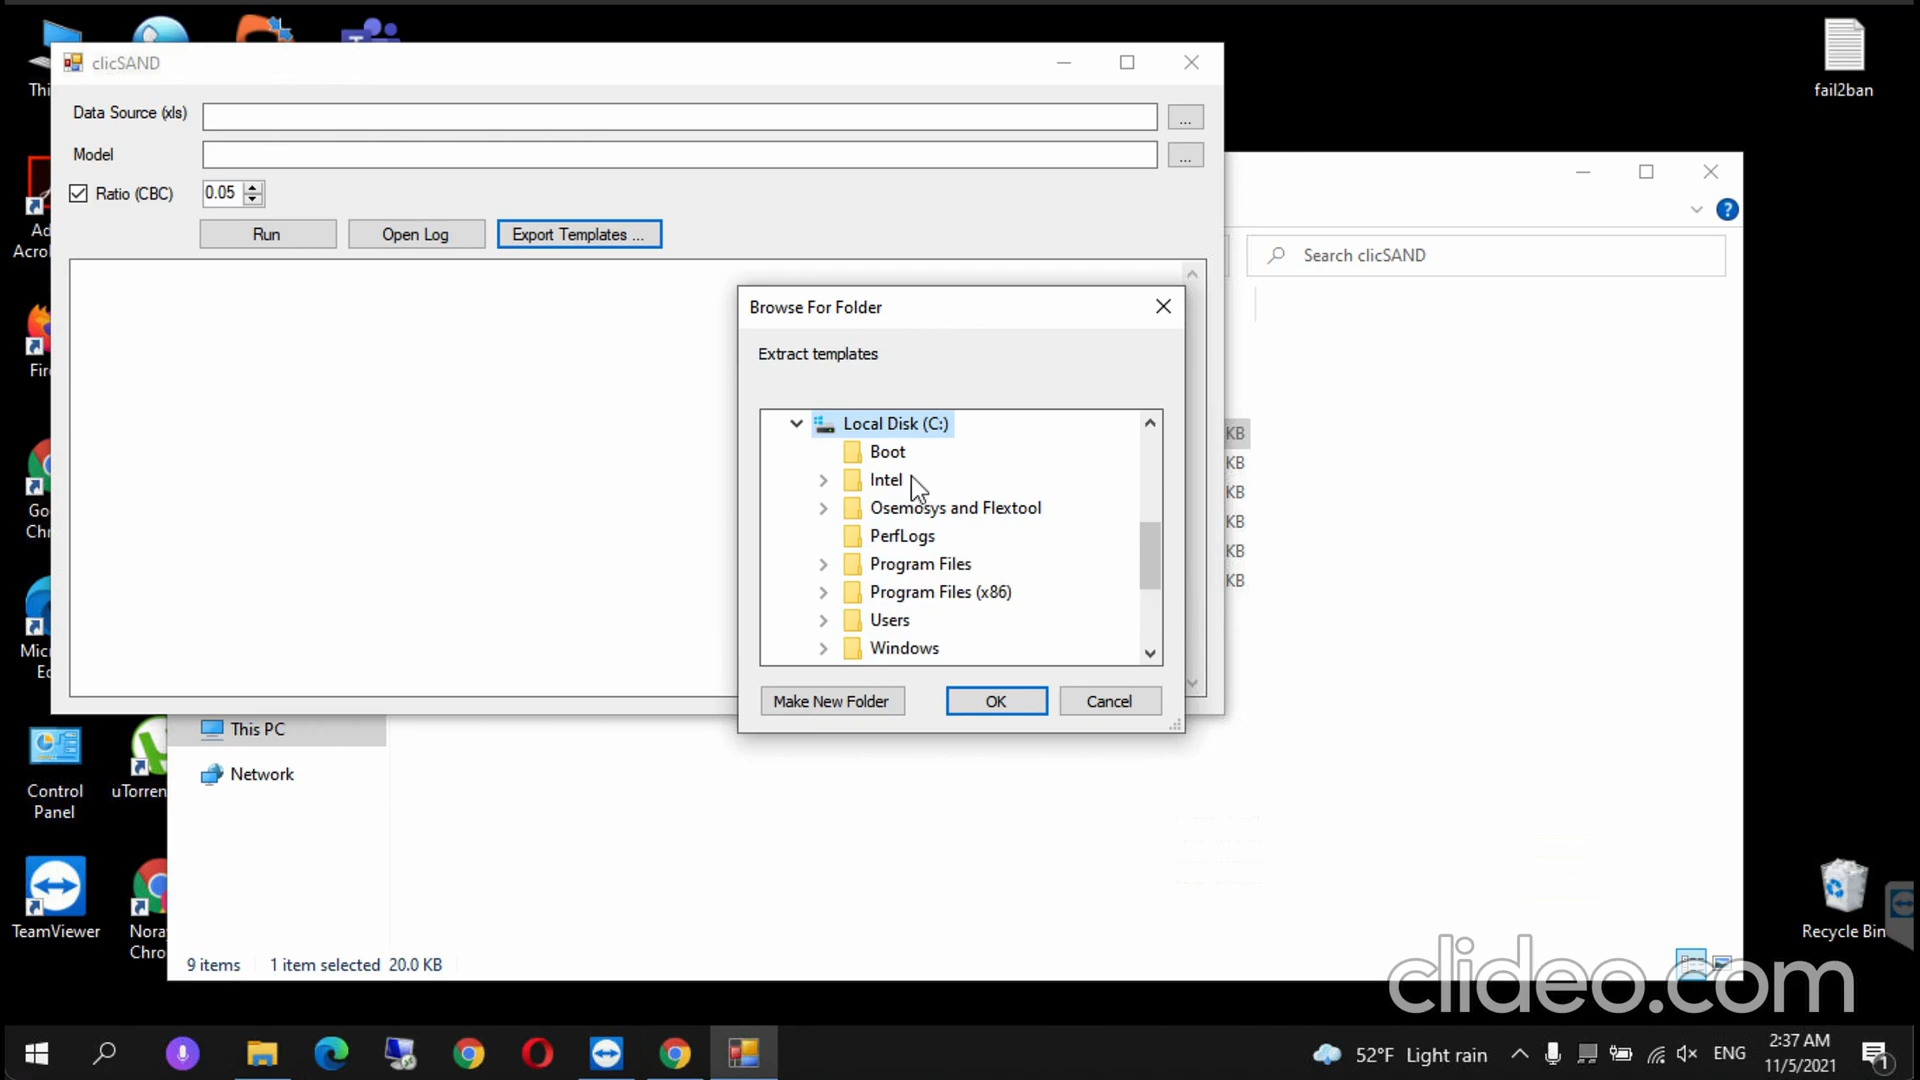 clicSAND
Data Source (xls)
...
Model
...
Ratio (CBC)
0.05
Run
Open Log
Export Templates ...
Browse For Folder
Extract templates
Local Disk (C:)
Boot
Intel
Osemosys and Flextool
PerfLogs
Program Files
Program Files (x86)
Users
Windows
Make New Folder
OK
Cancel
Search clicSAND
?
KB
KB
KB
KB
KB
KB
This PC
Network
9 items
1 item selected 20.0 KB
fail2ban
Control
Panel
TeamViewer
Recycle Bin
clideo.com
52°F Light rain
ENG
2:37 AM
11/5/2021
1